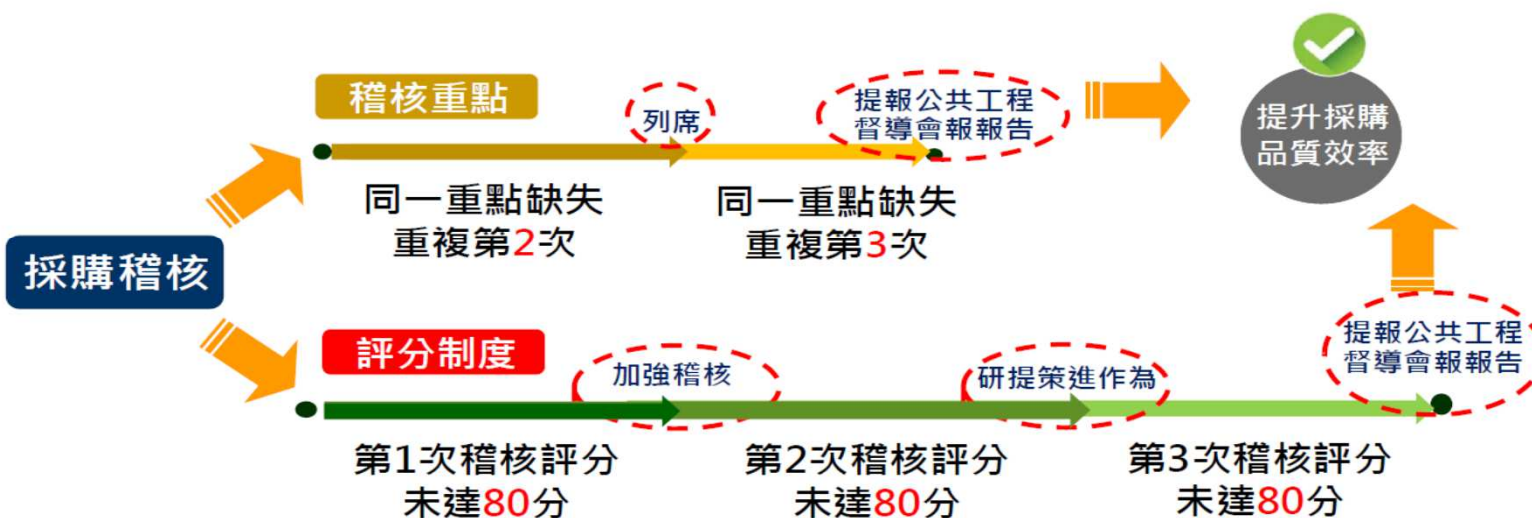 採購稽核
稽核重點
列席
提報公共工程
督導會報報告
同一重點缺失
重複第2次
同一重點缺失
重複第3次
提升採購
品質效率
評分制度
加強稽核
研提策進作為
提報公共工程
督導會報報告
第1次稽核評分
未達80分
第2次稽核評分
未達80分
第3次稽核評分
未達80分